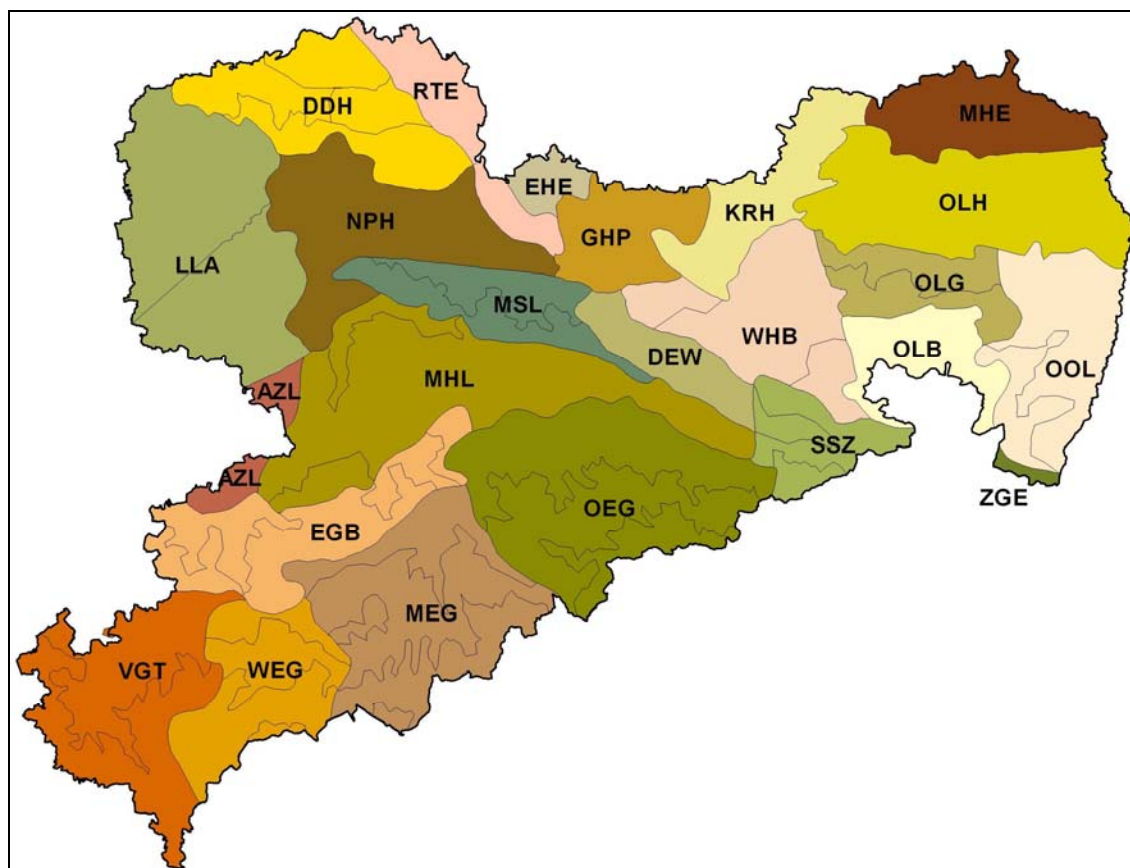 RTE
DDH
MHE
EHE
OLH
KRH
NPH
GHP
LLA
OLG
MSL
WHB
OLB
DEW
OOL
MHL
AZL
SSZ
AZL
ZGE
OEG
EGB
MEG
VGT
WEG